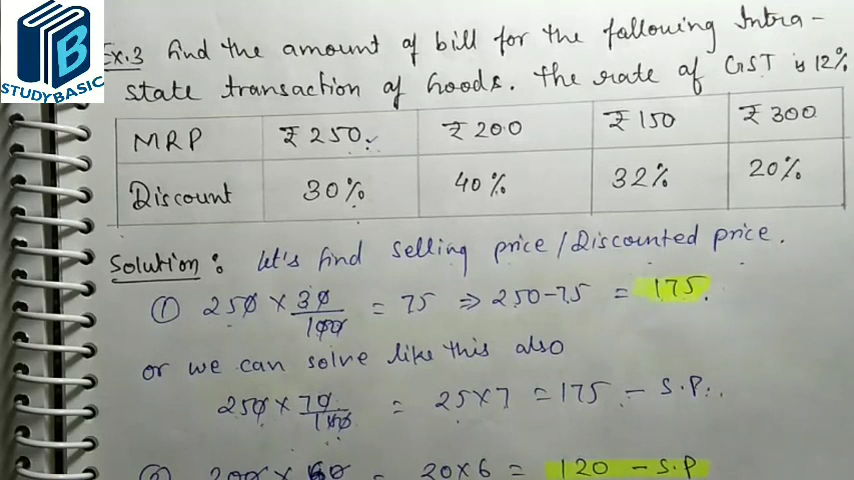 B
STUDYBASIC
Ex.3 Find the amount of bill for the following Intra-
state transaction of Goods. The rate of GST is 12%
MRP ₹250 ₹200 ₹150 ₹300
Discount 30% 40% 32% 20%
Solution: Let's find selling price/Discounted price.
① 250 × 30/100 = 75 ⇒ 250-75 = 175.
or we can solve like this also
250 × 70/100 = 25×7 = 175 - S.P.
② 200 × 60 = 20×6 = 120 - S.P